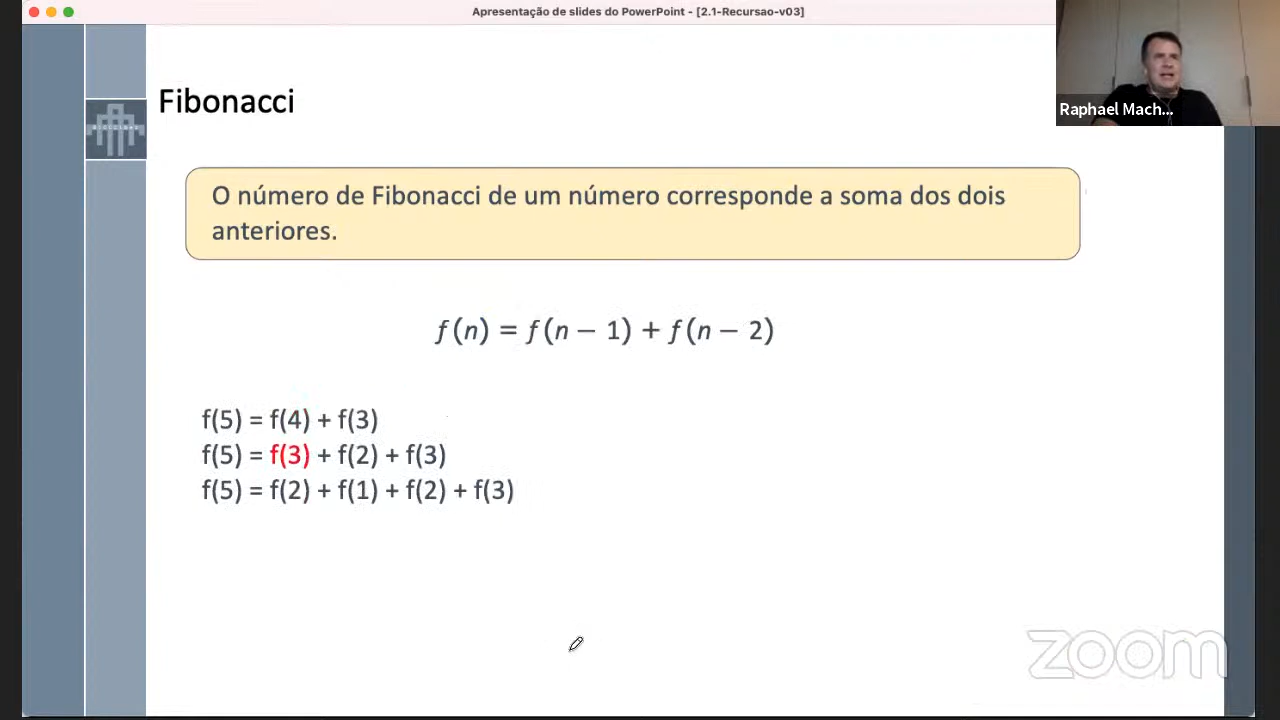 Apresentação de slides do PowerPoint - [2.1-Recursao-v03]
Raphael Mach...
Fibonacci
O número de Fibonacci de um número corresponde a soma dos dois
anteriores.
f(n) = f(n − 1) + f(n − 2)
f(5) = f(4) + f(3)
f(5) = f(3) + f(2) + f(3)
f(5) = f(2) + f(1) + f(2) + f(3)
zoom